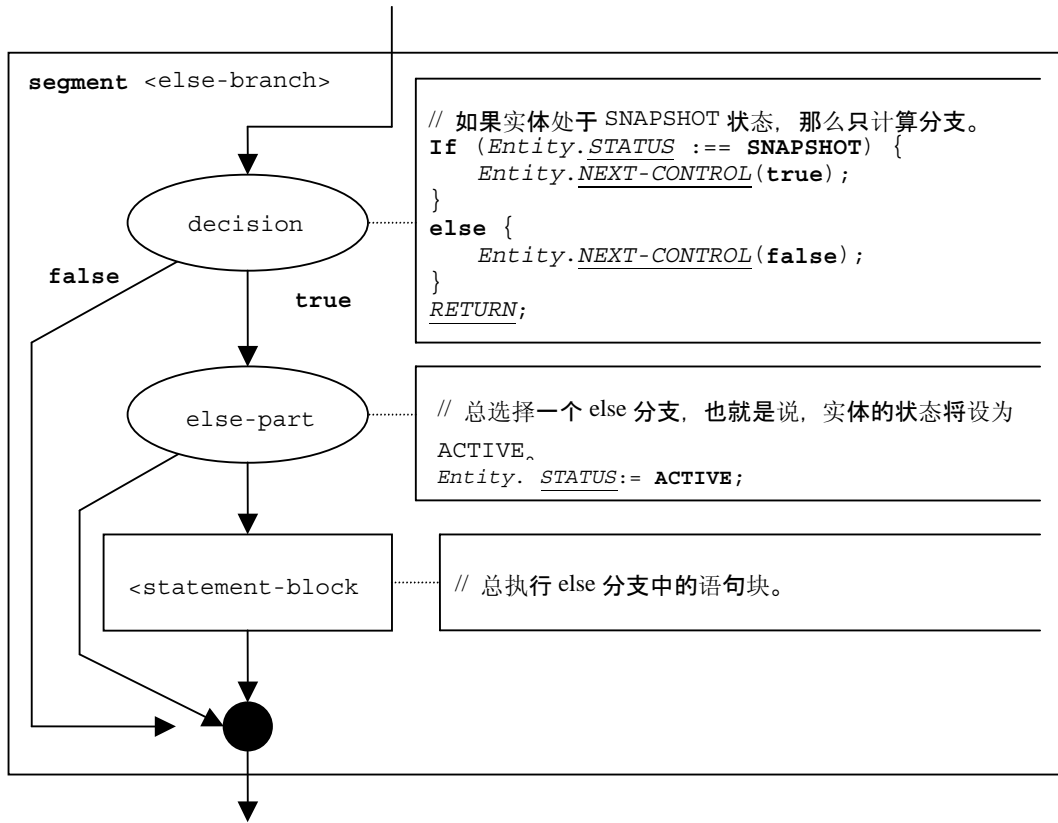 segment <else-branch>
// 如果实体处于 SNAPSHOT 状态，那么只计算分支。
If (Entity.STATUS :== SNAPSHOT) {
Entity.NEXT-CONTROL(true);
}
else {
Entity.NEXT-CONTROL(false);
}
RETURN;
decision
false
true
else-part
// 总选择一个 else 分支，也就是说，实体的状态将设为
ACTIVE。
Entity. STATUS:= ACTIVE;
<statement-block
// 总执行 else 分支中的语句块。